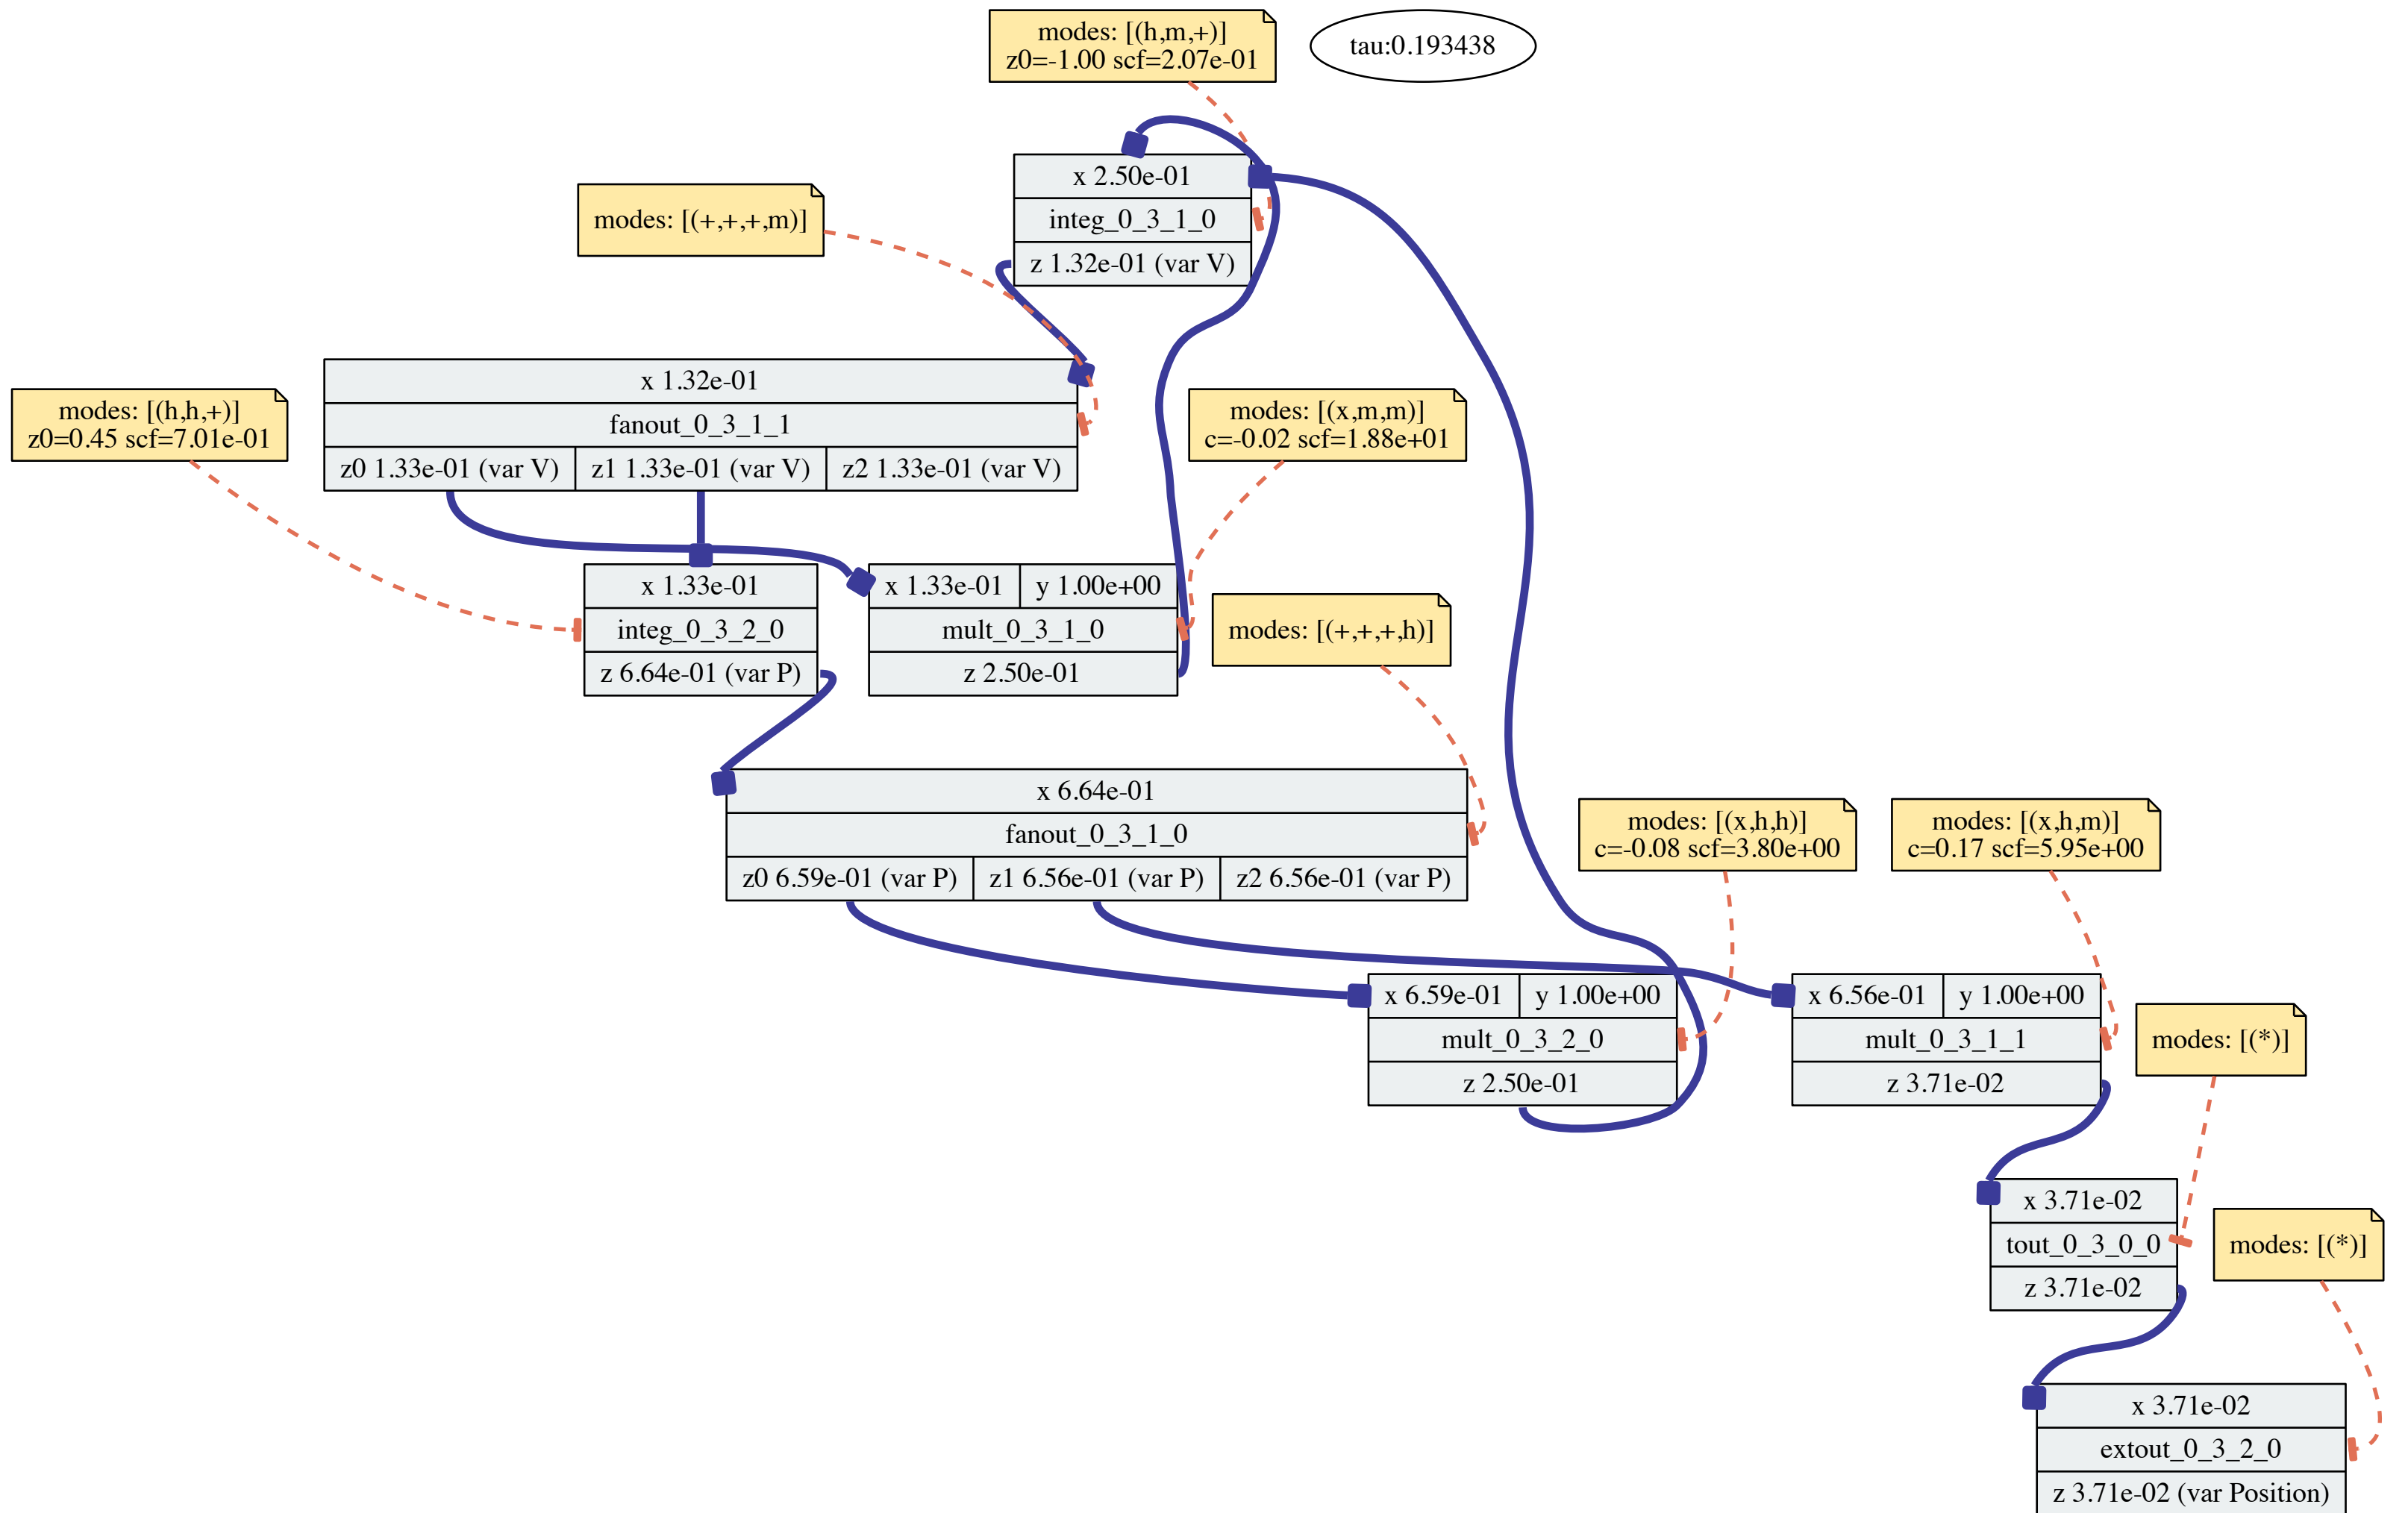 modes: [(h,m,+)]
z0=-1.00 scf=2.07e-01
tau:0.193438
x 2.50e-01
integ_0_3_1_0
z 1.32e-01 (var V)
modes: [(+,+,+,m)]
x 1.32e-01
fanout_0_3_1_1
z0 1.33e-01 (var V)
z1 1.33e-01 (var V)
z2 1.33e-01 (var V)
modes: [(h,h,+)]
z0=0.45 scf=7.01e-01
modes: [(x,m,m)]
c=-0.02 scf=1.88e+01
x 1.33e-01
integ_0_3_2_0
z 6.64e-01 (var P)
x 1.33e-01
y 1.00e+00
mult_0_3_1_0
z 2.50e-01
modes: [(+,+,+,h)]
x 6.64e-01
fanout_0_3_1_0
z0 6.59e-01 (var P)
z1 6.56e-01 (var P)
z2 6.56e-01 (var P)
modes: [(x,h,h)]
c=-0.08 scf=3.80e+00
modes: [(x,h,m)]
c=0.17 scf=5.95e+00
x 6.59e-01
y 1.00e+00
mult_0_3_2_0
z 2.50e-01
x 6.56e-01
y 1.00e+00
mult_0_3_1_1
z 3.71e-02
modes: [(*)]
x 3.71e-02
tout_0_3_0_0
z 3.71e-02
modes: [(*)]
x 3.71e-02
extout_0_3_2_0
z 3.71e-02 (var Position)